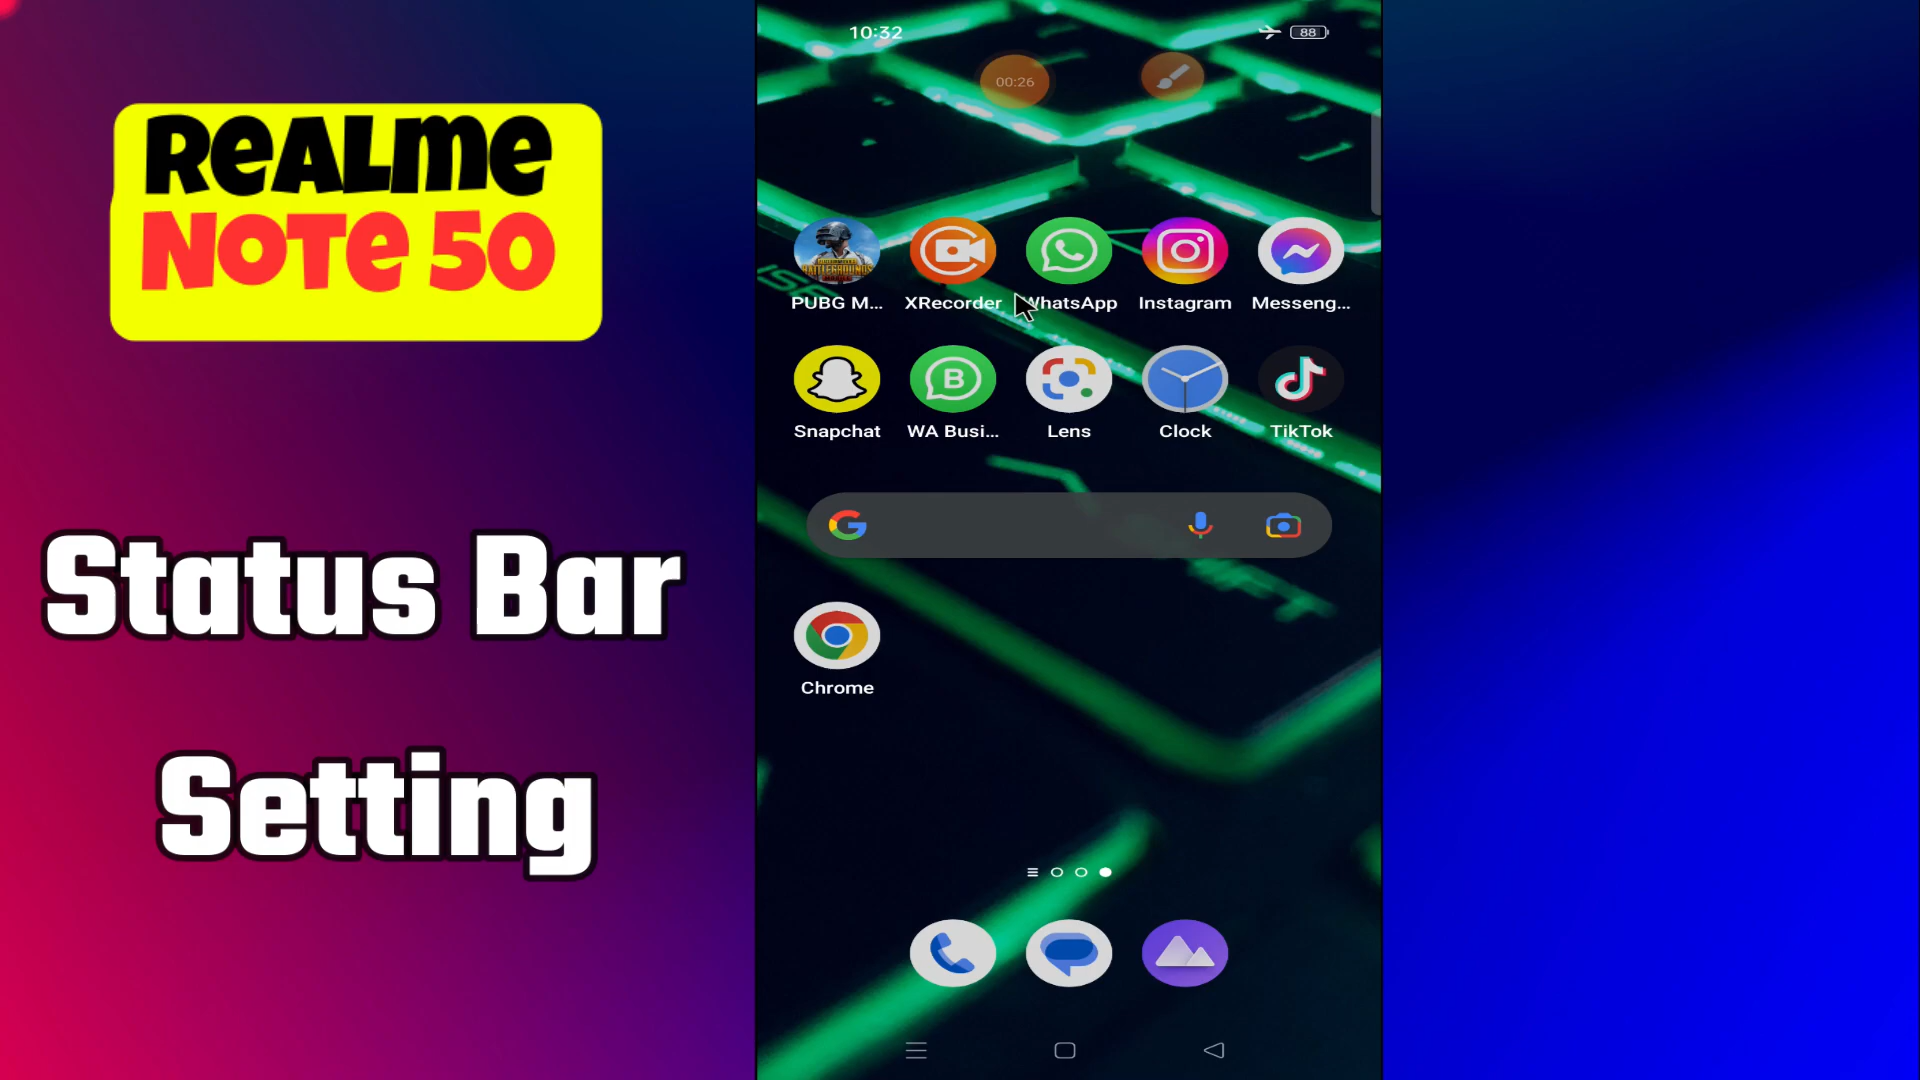 Realme
Note 50
Status Bar
Setting
10:32
88
00:26
PUBG M...
XRecorder
WhatsApp
Instagram
Messeng...
Snapchat
WA Busi...
Lens
Clock
TikTok
Chrome